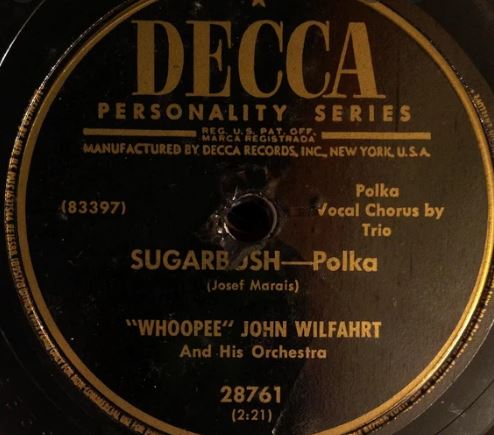 DECCA
PERSONALITY SERIES
REG. U.S. PAT. OFF.
MARCA REGISTRADA
MANUFACTURED BY DECCA RECORDS, INC., NEW YORK, U.S.A.
(83397)
Polka
Vocal Chorus by
Trio
SUGARBUSH—Polka
(Josef Marais)
"WHOOPEE" JOHN WILFAHRT
And His Orchestra
28761
(2:21)